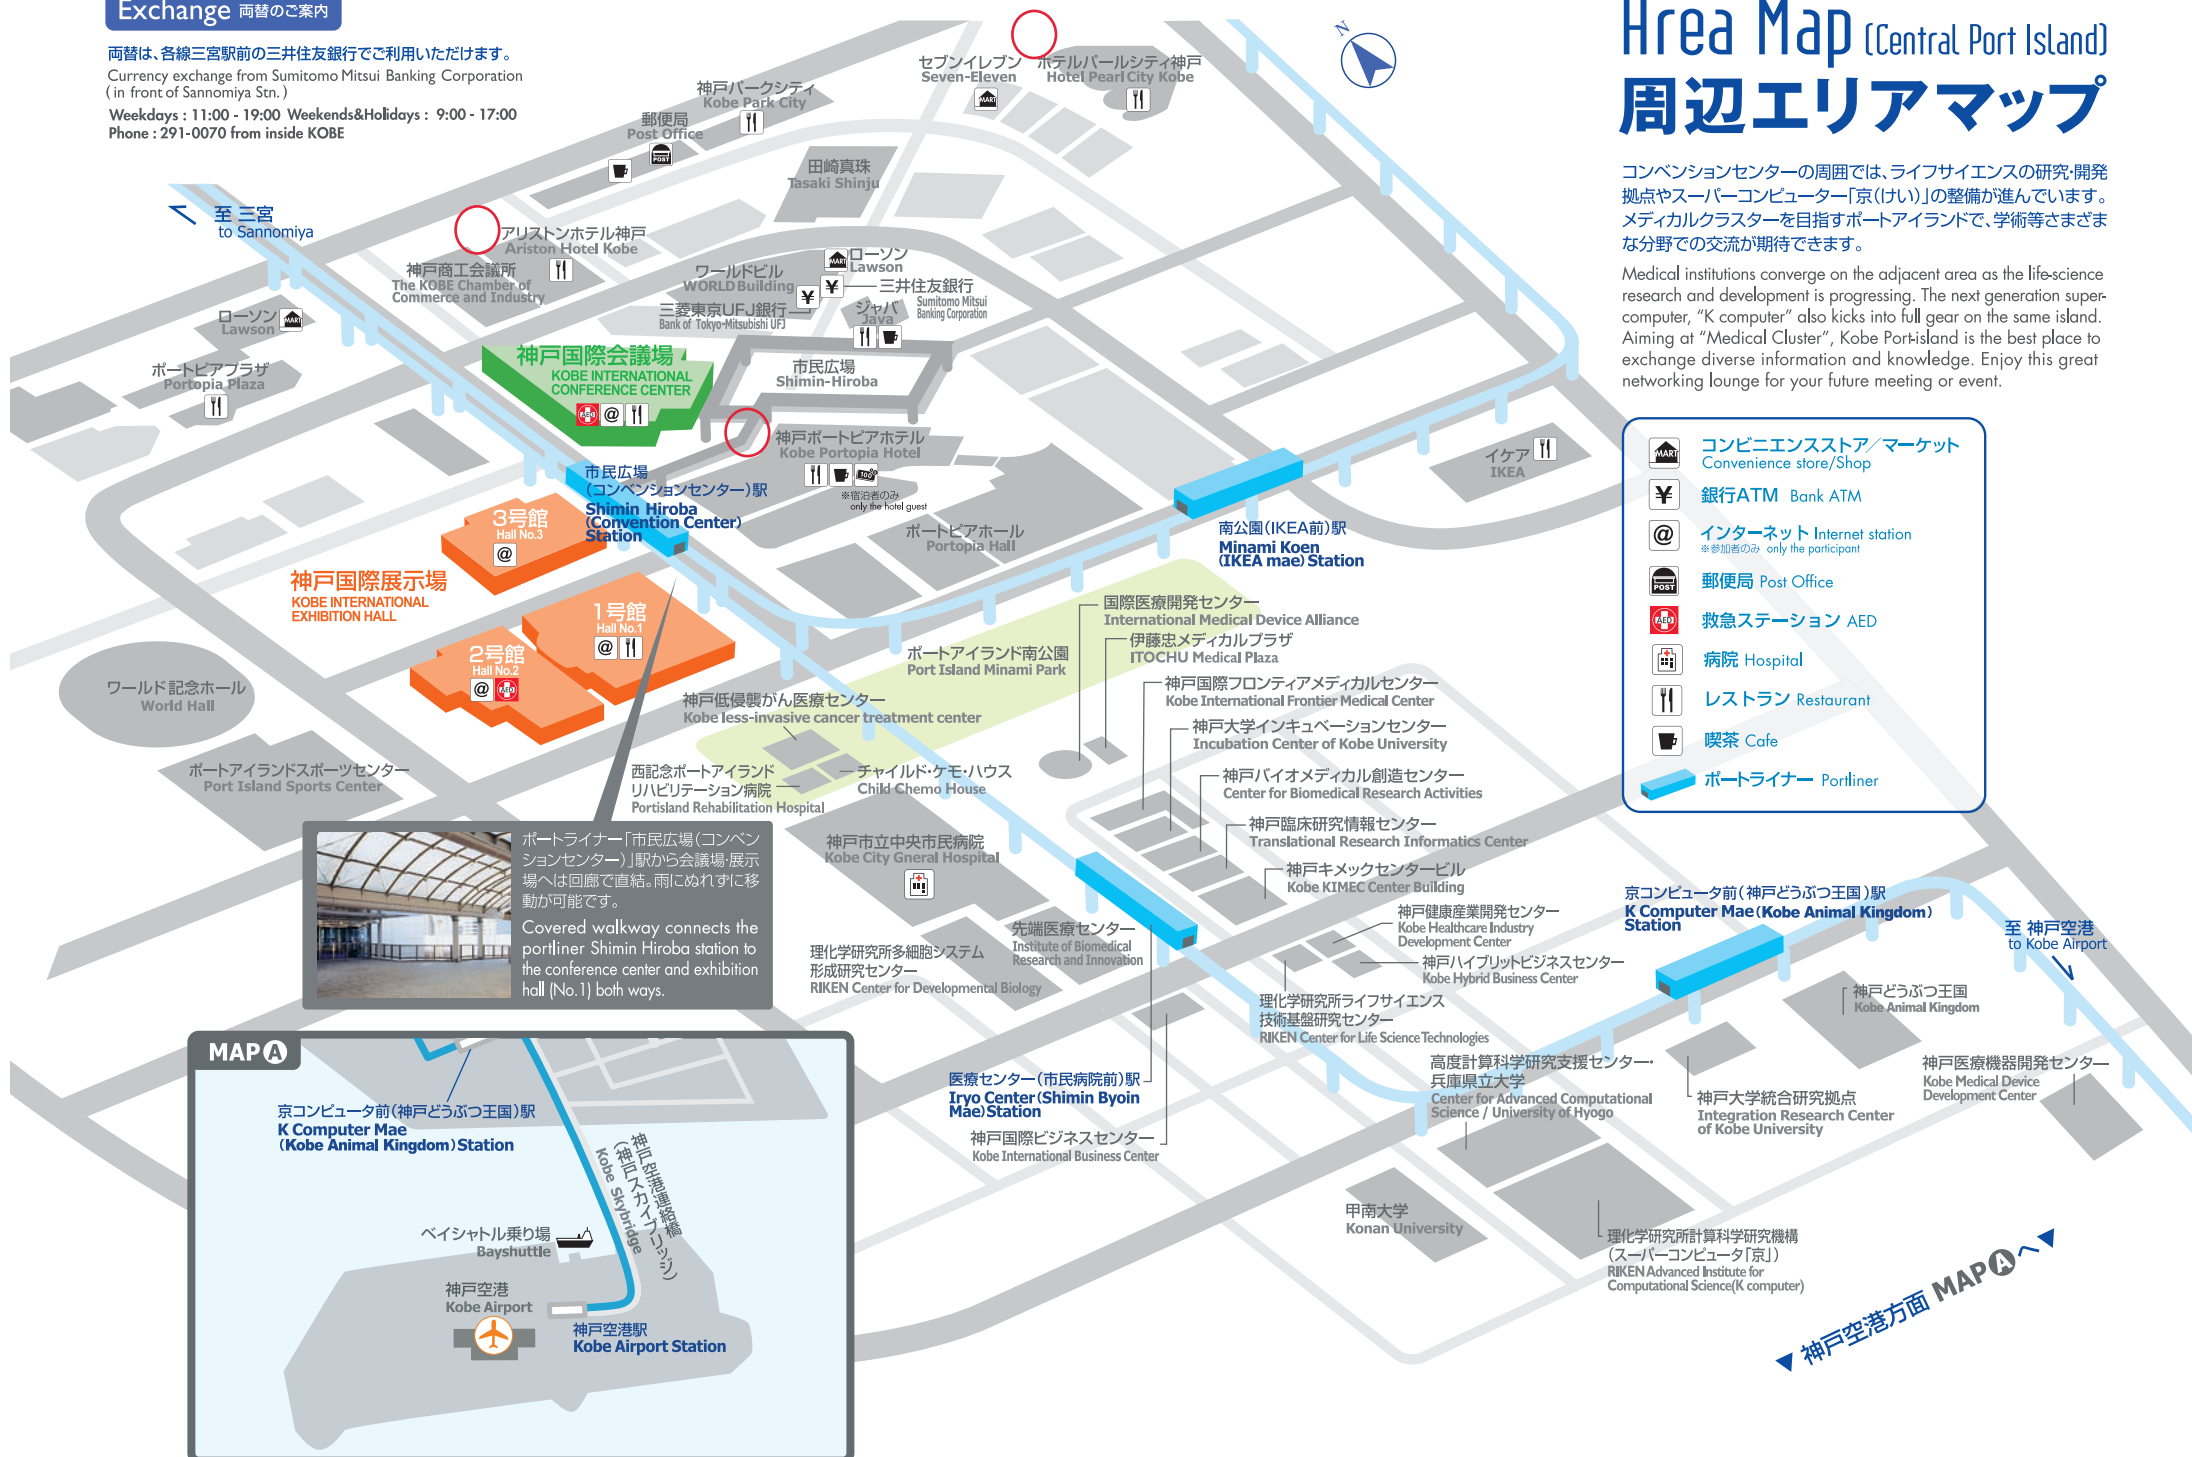 Exchange 両替のご案内
両替は、各線三宮駅前の三井住友銀行でご利用いただけます。
Currency exchange from Sumitomo Mitsui Banking Corporation
(in front of Sannomiya Stn.)
Weekdays : 11:00 - 19:00 Weekends&Holidays : 9:00 - 17:00
Phone : 291-0070 from inside KOBE
Area Map (Central Port Island)
周辺エリアマップ
コンベンションセンターの周囲では、ライフサイエンスの研究・開発
拠点やスーパーコンピューター「京(けい)」の整備が進んでいます。
メディカルクラスターを目指すポートアイランドで、学術等さまざま
な分野での交流が期待できます。
Medical institutions converge on the adjacent area as the life-science
research and development is progressing. The next generation super-
computer, “K computer” also kicks into full gear on the same island.
Aiming at “Medical Cluster”, Kobe Port-island is the best place to
exchange diverse information and knowledge. Enjoy this great
networking lounge for your future meeting or event.
MART
コンビニエンスストア／マーケット
Convenience store/Shop
¥
銀行ATM Bank ATM
@
インターネット Internet station
※参加者のみ only the participant
POST
郵便局 Post Office
AED
救急ステーション AED
病院 Hospital
レストラン Restaurant
喫茶 Cafe
ポートライナー Portliner
N
セブンイレブン
Seven-Eleven
MART
ホテルパールシティ神戸
Hotel Pearl City Kobe
神戸パークシティ
Kobe Park City
郵便局
Post Office
POST
田崎真珠
Tasaki Shinju
至 三宮
to Sannomiya
アリストンホテル神戸
Ariston Hotel Kobe
神戸商工会議所
The KOBE Chamber of
Commerce and Industry
ローソン
Lawson
MART
ワールドビル
WORLD Building
¥
¥
三井住友銀行
Sumitomo Mitsui
Banking Corporation
三菱東京UFJ銀行
Bank of Tokyo-Mitsubishi UFJ
ジャバ
Java
ローソン
Lawson
MART
ポートピアプラザ
Portopia Plaza
神戸国際会議場
KOBE INTERNATIONAL
CONFERENCE CENTER
AED
@
市民広場
Shimin-Hiroba
神戸ポートピアホテル
Kobe Portopia Hotel
※宿泊者のみ
only the hotel guest
イケア
IKEA
市民広場
(コンベンションセンター)駅
Shimin Hiroba
(Convention Center)
Station
ポートピアホール
Portopia Hall
南公園(IKEA前)駅
Minami Koen
(IKEA mae) Station
3号館
Hall No.3
@
神戸国際展示場
KOBE INTERNATIONAL
EXHIBITION HALL
1号館
Hall No.1
@
2号館
Hall No.2
@
AED
国際医療開発センター
International Medical Device Alliance
伊藤忠メディカルプラザ
ITOCHU Medical Plaza
ポートアイランド南公園
Port Island Minami Park
ワールド記念ホール
World Hall
神戸国際フロンティアメディカルセンター
Kobe International Frontier Medical Center
神戸低侵襲がん医療センター
Kobe less-invasive cancer treatment center
神戸大学インキュベーションセンター
Incubation Center of Kobe University
ポートアイランドスポーツセンター
Port Island Sports Center
西記念ポートアイランド
リハビリテーション病院
Portisland Rehabilitation Hospital
チャイルド・ケモ・ハウス
Child Chemo House
神戸バイオメディカル創造センター
Center for Biomedical Research Activities
神戸臨床研究情報センター
Translational Research Informatics Center
神戸市立中央市民病院
Kobe City Gneral Hospital
神戸キメックセンタービル
Kobe KIMEC Center Building
ポートライナー「市民広場(コンベン
ションセンター)」駅から会議場・展示
場へは回廊で直結。雨にぬれずに移
動が可能です。
Covered walkway connects the
portliner Shimin Hiroba station to
the conference center and exhibition
hall (No.1) both ways.
京コンピュータ前(神戸どうぶつ王国)駅
K Computer Mae (Kobe Animal Kingdom)
Station
至 神戸空港
to Kobe Airport
神戸健康産業開発センター
Kobe Healthcare Industry
Development Center
先端医療センター
Institute of Biomedical
Research and Innovation
理化学研究所多細胞システム
形成研究センター
RIKEN Center for Developmental Biology
神戸ハイブリットビジネスセンター
Kobe Hybrid Business Center
理化学研究所ライフサイエンス
技術基盤研究センター
RIKEN Center for Life Science Technologies
神戸どうぶつ王国
Kobe Animal Kingdom
高度計算科学研究支援センター・
兵庫県立大学
Center for Advanced Computational
Science / University of Hyogo
神戸医療機器開発センター
Kobe Medical Device
Development Center
神戸大学統合研究拠点
Integration Research Center
of Kobe University
医療センター(市民病院前)駅
Iryo Center (Shimin Byoin
Mae) Station
神戸国際ビジネスセンター
Kobe International Business Center
甲南大学
Konan University
理化学研究所計算科学研究機構
(スーパーコンピュータ「京」)
RIKEN Advanced Institute for
Computational Science(K computer)
神戸空港方面 MAP A へ
MAP A
京コンピュータ前(神戸どうぶつ王国)駅
K Computer Mae
(Kobe Animal Kingdom) Station
神戸空港連絡橋
(神戸スカイブリッジ)
Kobe Skybridge
ベイシャトル乗り場
Bayshuttle
神戸空港
Kobe Airport
神戸空港駅
Kobe Airport Station